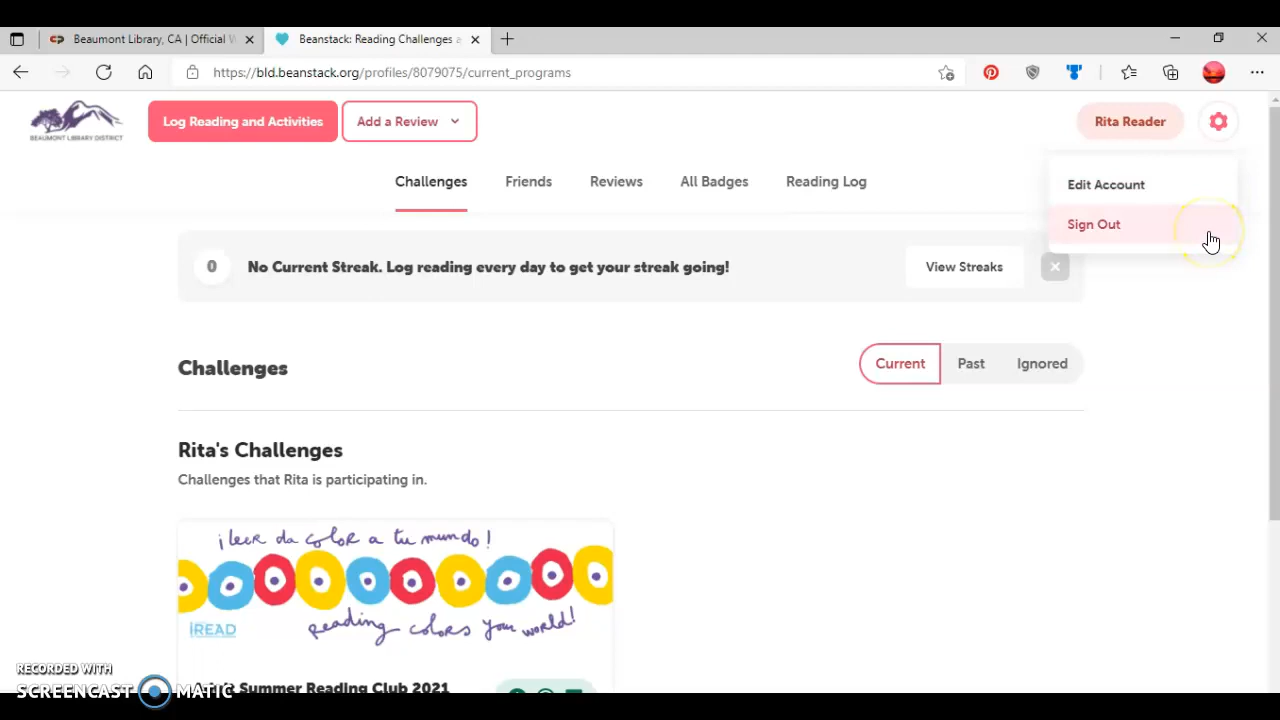 Beaumont Library, CA | Official W
Beanstack: Reading Challenges a
https://bld.beanstack.org/profiles/8079075/current_programs
BEAUMONT LIBRARY DISTRICT
Log Reading and Activities
Add a Review
Rita Reader
Challenges
Friends
Reviews
All Badges
Reading Log
Edit Account
Sign Out
0
No Current Streak. Log reading every day to get your streak going!
View Streaks
Challenges
Current
Past
Ignored
Rita's Challenges
Challenges that Rita is participating in.
¡leer da color a tu mundo!
iREAD
reading colors your world!
RECORDED WITH
SCREENCAST MATIC
Summer Reading Club 2021